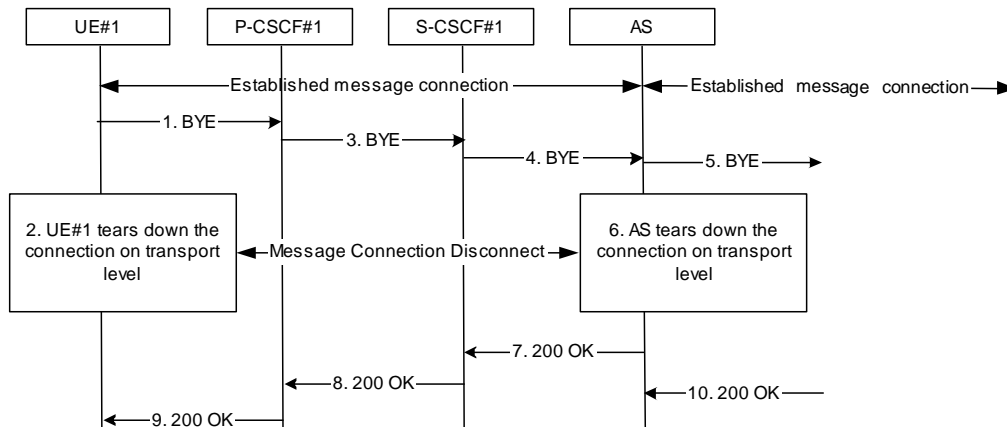 UE#1
P-CSCF#1
S-CSCF#1
AS
Established message connection
Established message connection
1. BYE
3. BYE
4. BYE
5. BYE
2. UE#1 tears down the
connection on transport
level
Message Connection Disconnect
6. AS tears down the
connection on transport
level
7. 200 OK
8. 200 OK
10. 200 OK
9. 200 OK